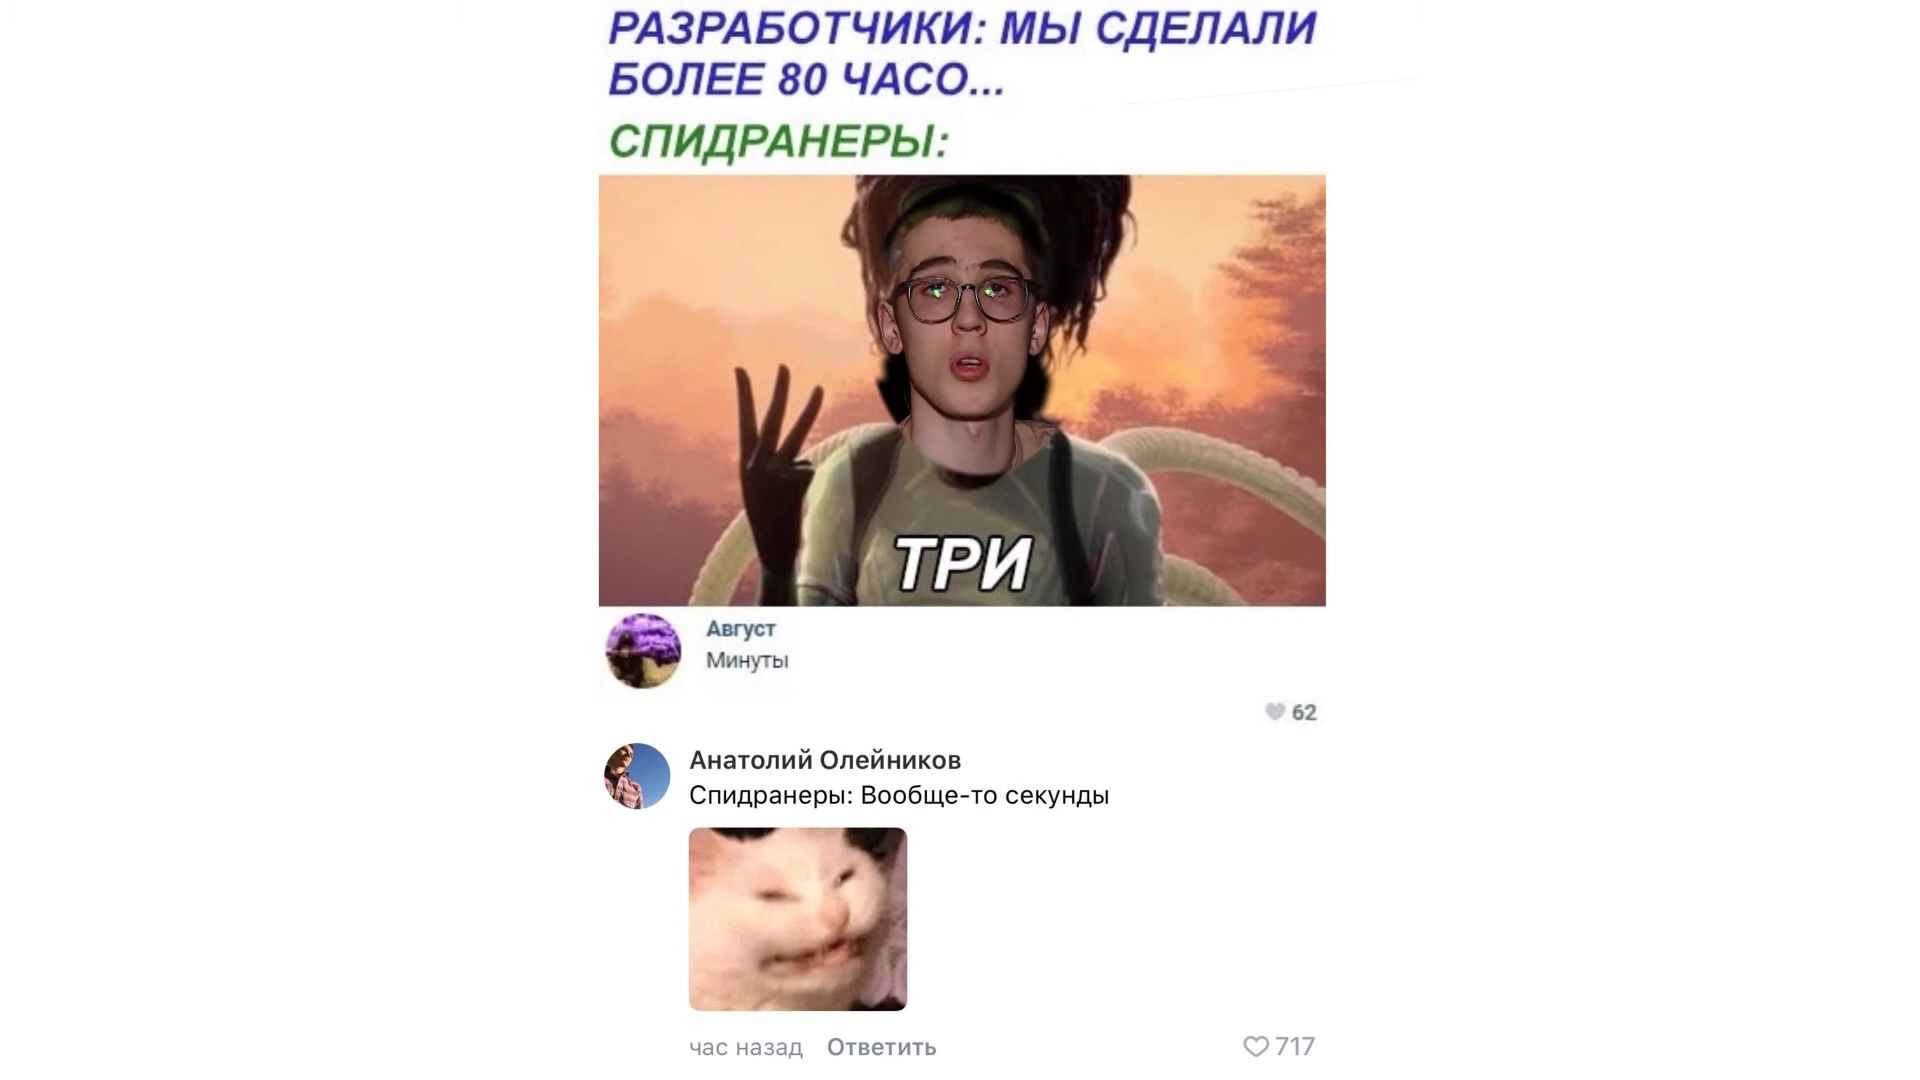 РАЗРАБОТЧИКИ: МЫ СДЕЛАЛИ
БОЛЕЕ 80 ЧАСО...
СПИДРАНЕРЫ:
ТРИ
Август
Минуты
62
Анатолий Олейников
Спидранеры: Вообще-то секунды
час назад Ответить 717